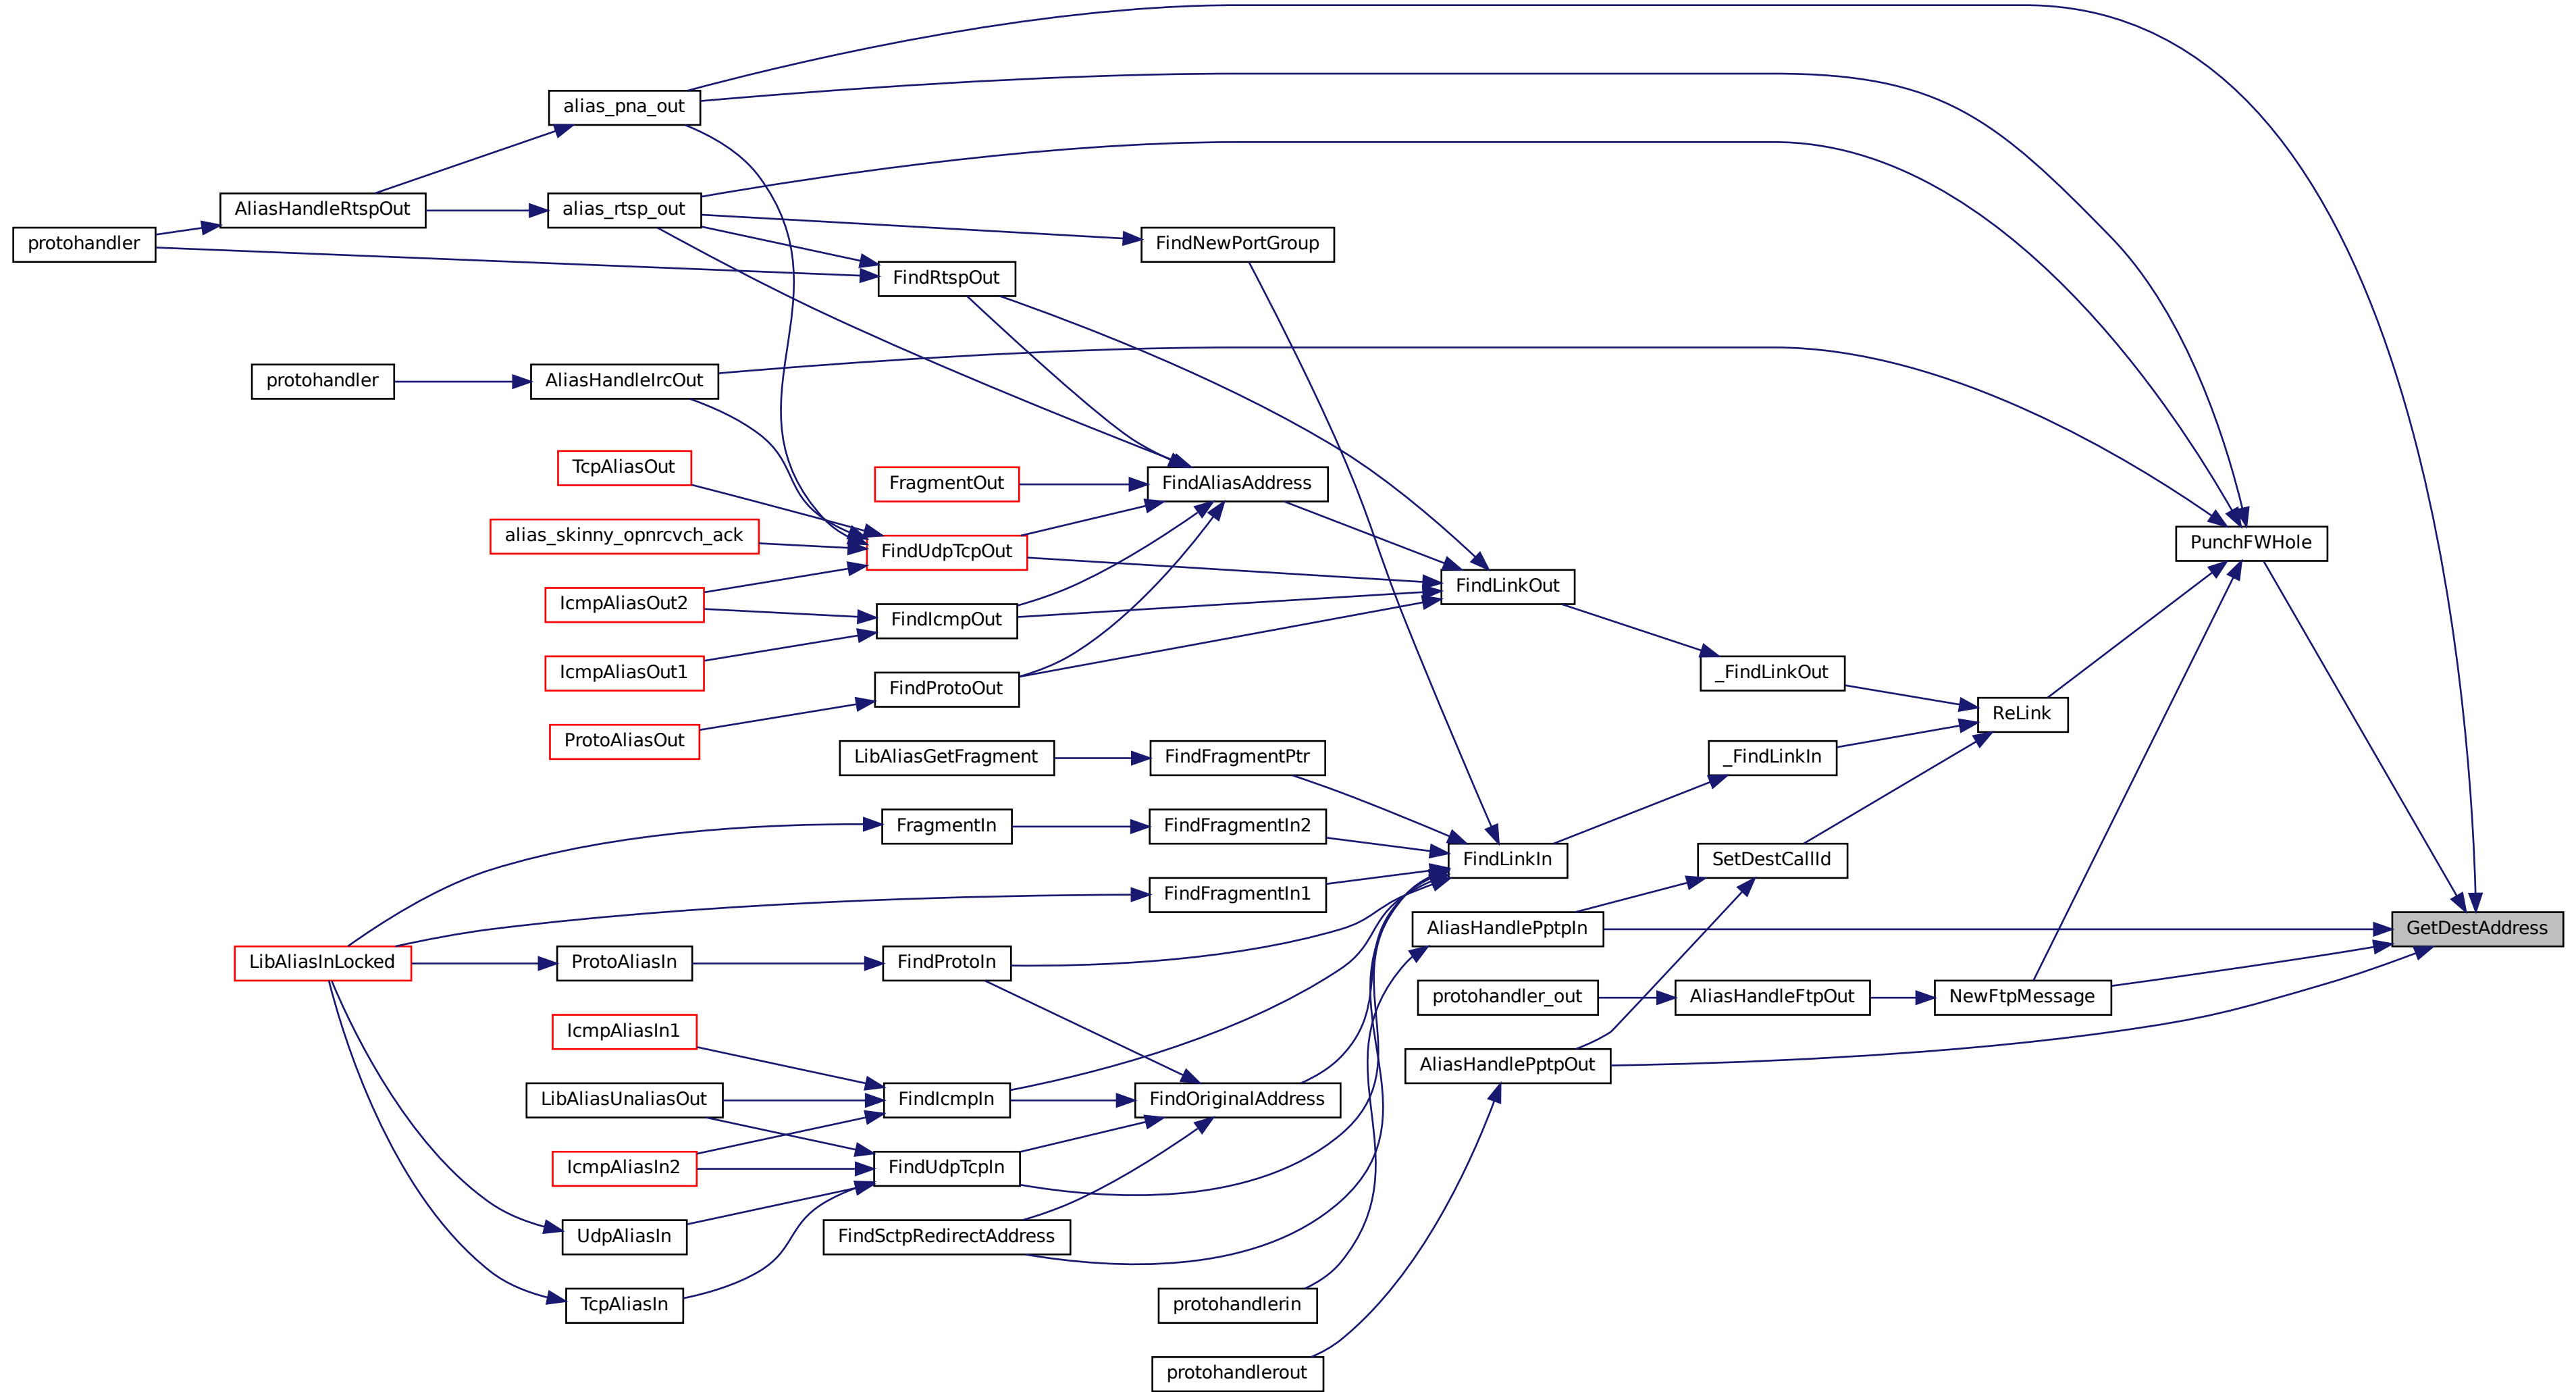 alias_pna_out
AliasHandleRtspOut
alias_rtsp_out
protohandler
FindNewPortGroup
FindRtspOut
protohandler
AliasHandleIrcOut
TcpAliasOut
FragmentOut
FindAliasAddress
alias_skinny_opnrcvch_ack
FindUdpTcpOut
PunchFWHole
FindLinkOut
IcmpAliasOut2
FindIcmpOut
IcmpAliasOut1
_FindLinkOut
FindProtoOut
ReLink
ProtoAliasOut
LibAliasGetFragment
FindFragmentPtr
_FindLinkIn
FragmentIn
FindFragmentIn2
FindLinkIn
SetDestCallId
FindFragmentIn1
AliasHandlePptpIn
GetDestAddress
LibAliasInLocked
ProtoAliasIn
FindProtoIn
protohandler_out
AliasHandleFtpOut
NewFtpMessage
IcmpAliasIn1
AliasHandlePptpOut
LibAliasUnaliasOut
FindIcmpIn
FindOriginalAddress
IcmpAliasIn2
FindUdpTcpIn
UdpAliasIn
FindSctpRedirectAddress
TcpAliasIn
protohandlerin
protohandlerout